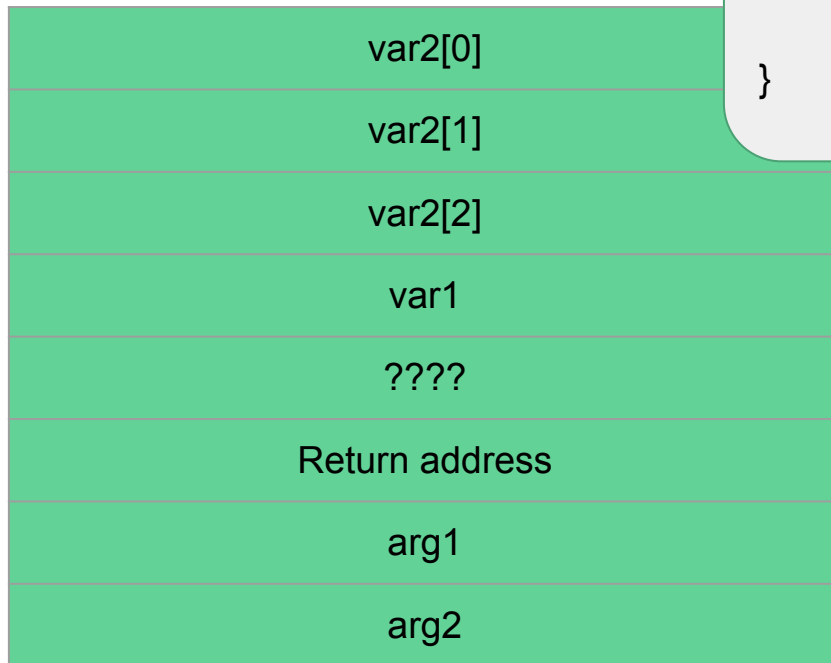 var2[0]
}
var2[1]
var2[2]
var1
????
Return address
arg1
arg2